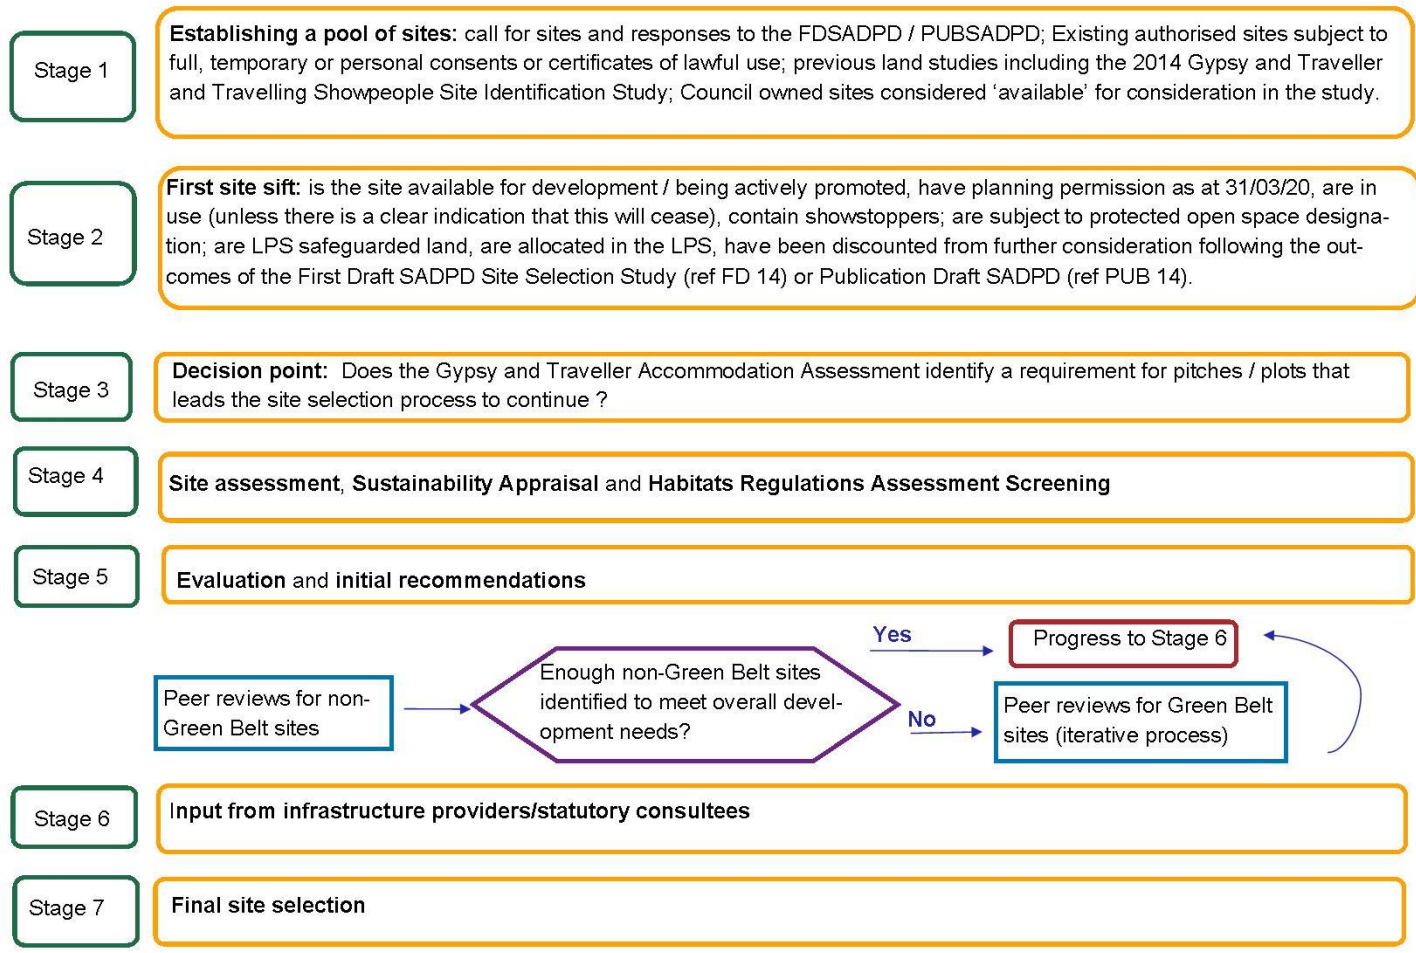 Stage 1
Establishing a pool of sites: call for sites and responses to the FDSADPD / PUBSADPD; Existing authorised sites subject to
full, temporary or personal consents or certificates of lawful use; previous land studies including the 2014 Gypsy and Traveller
and Travelling Showpeople Site Identification Study; Council owned sites considered ‘available’ for consideration in the study.
Stage 2
First site sift: is the site available for development / being actively promoted, have planning permission as at 31/03/20, are in
use (unless there is a clear indication that this will cease), contain showstoppers; are subject to protected open space designa-
tion; are LPS safeguarded land, are allocated in the LPS, have been discounted from further consideration following the out-
comes of the First Draft SADPD Site Selection Study (ref FD 14) or Publication Draft SADPD (ref PUB 14).
Stage 3
Decision point: Does the Gypsy and Traveller Accommodation Assessment identify a requirement for pitches / plots that
leads the site selection process to continue ?
Stage 4
Site assessment, Sustainability Appraisal and Habitats Regulations Assessment Screening
Stage 5
Evaluation and initial recommendations
Peer reviews for non-
Green Belt sites
Enough non-Green Belt sites
identified to meet overall devel-
opment needs?
Yes
Progress to Stage 6
No
Peer reviews for Green Belt
sites (iterative process)
Stage 6
Input from infrastructure providers/statutory consultees
Stage 7
Final site selection